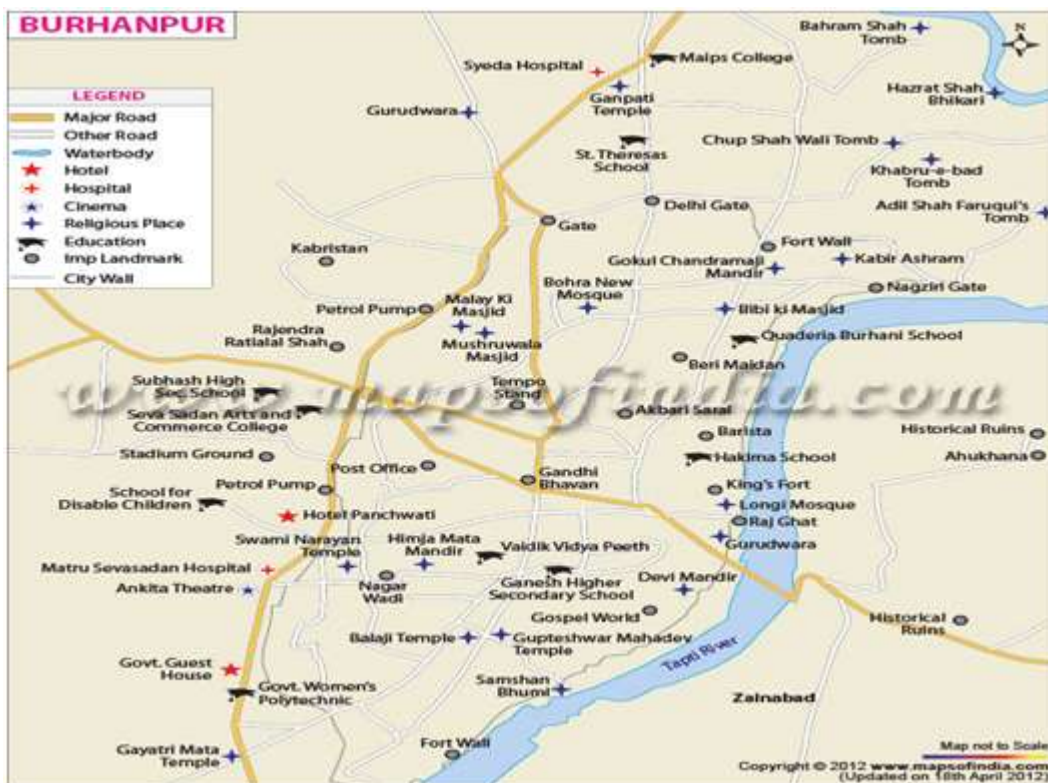 BURHANPUR
LEGEND
Major Road
Other Road
Waterbody
Hotel
Hospital
Cinema
Religious Place
Education
Imp Landmark
City Wall
Bahram Shah
Tomb
N
Syeda Hospital
Maips College
Gurudwara
Ganpati
Temple
Hazrat Shah
Bhikari
St. Theresas
School
Chup Shah Wali Tomb
Khabru-e-bad
Tomb
Delhi Gate
Adil Shah Faruqui's
Tomb
Gate
Kabristan
Fort Wall
Gokul Chandramaji
Mandir
Kabir Ashram
Bohra New
Mosque
Nagziri Gate
Petrol Pump
Malay Ki
Masjid
Bibi ki Masjid
Mushruwala
Masjid
Rajendra
Ratlalal Shah
Quaderia Burhani School
Beri Maidan
Subhash High
Sec. School
Tempo
Stand
www.mapsofindia.com
Seva Sadan Arts and
Commerce College
Akbari Sarai
Barista
Historical Ruins
Ahukhana
Stadium Ground
Post Office
Gandhi
Bhavan
Hakima School
School for
Disable Children
Petrol Pump
King's Fort
Longi Mosque
Hotel Panchwati
Raj Ghat
Swami Narayan
Temple
Himja Mata
Mandir
Vaidik Vidya Peeth
Gurudwara
Matru Sevasadan Hospital
Nagar
Wadi
Ganesh Higher
Secondary School
Devi Mandir
Ankita Theatre
Gospel World
Historical
Ruins
Balaji Temple
Gupteshwar Mahadev
Temple
Tapti River
Govt. Guest
House
Govt. Women's
Polytechnic
Samshan
Bhumi
Zainabad
Gayatri Mata
Temple
Fort Wall
Map not to Scale
Copyright © 2012 www.mapsofindia.com
(Updated on 18th April 2012)